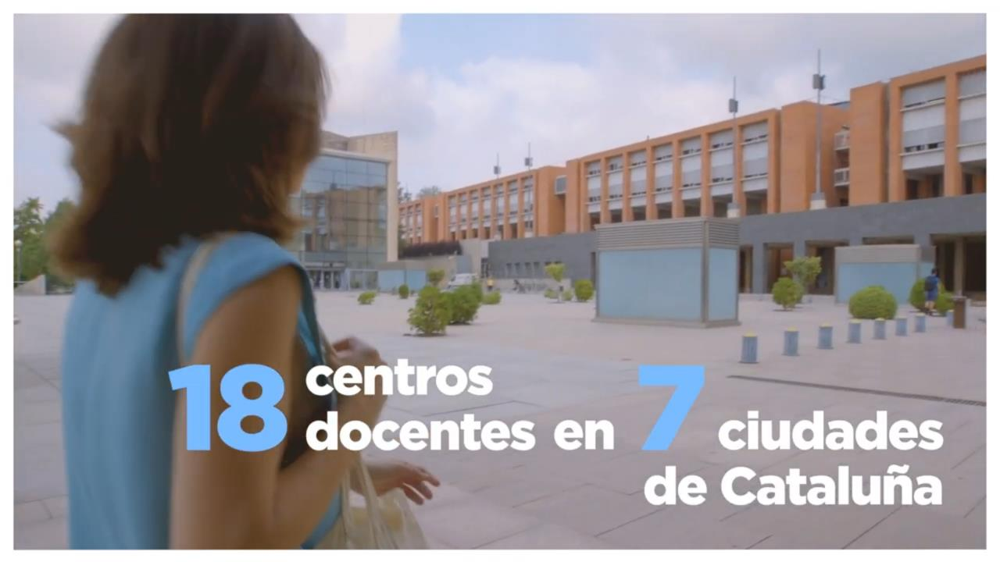 18 centros
docentes en 7 ciudades
de Cataluña